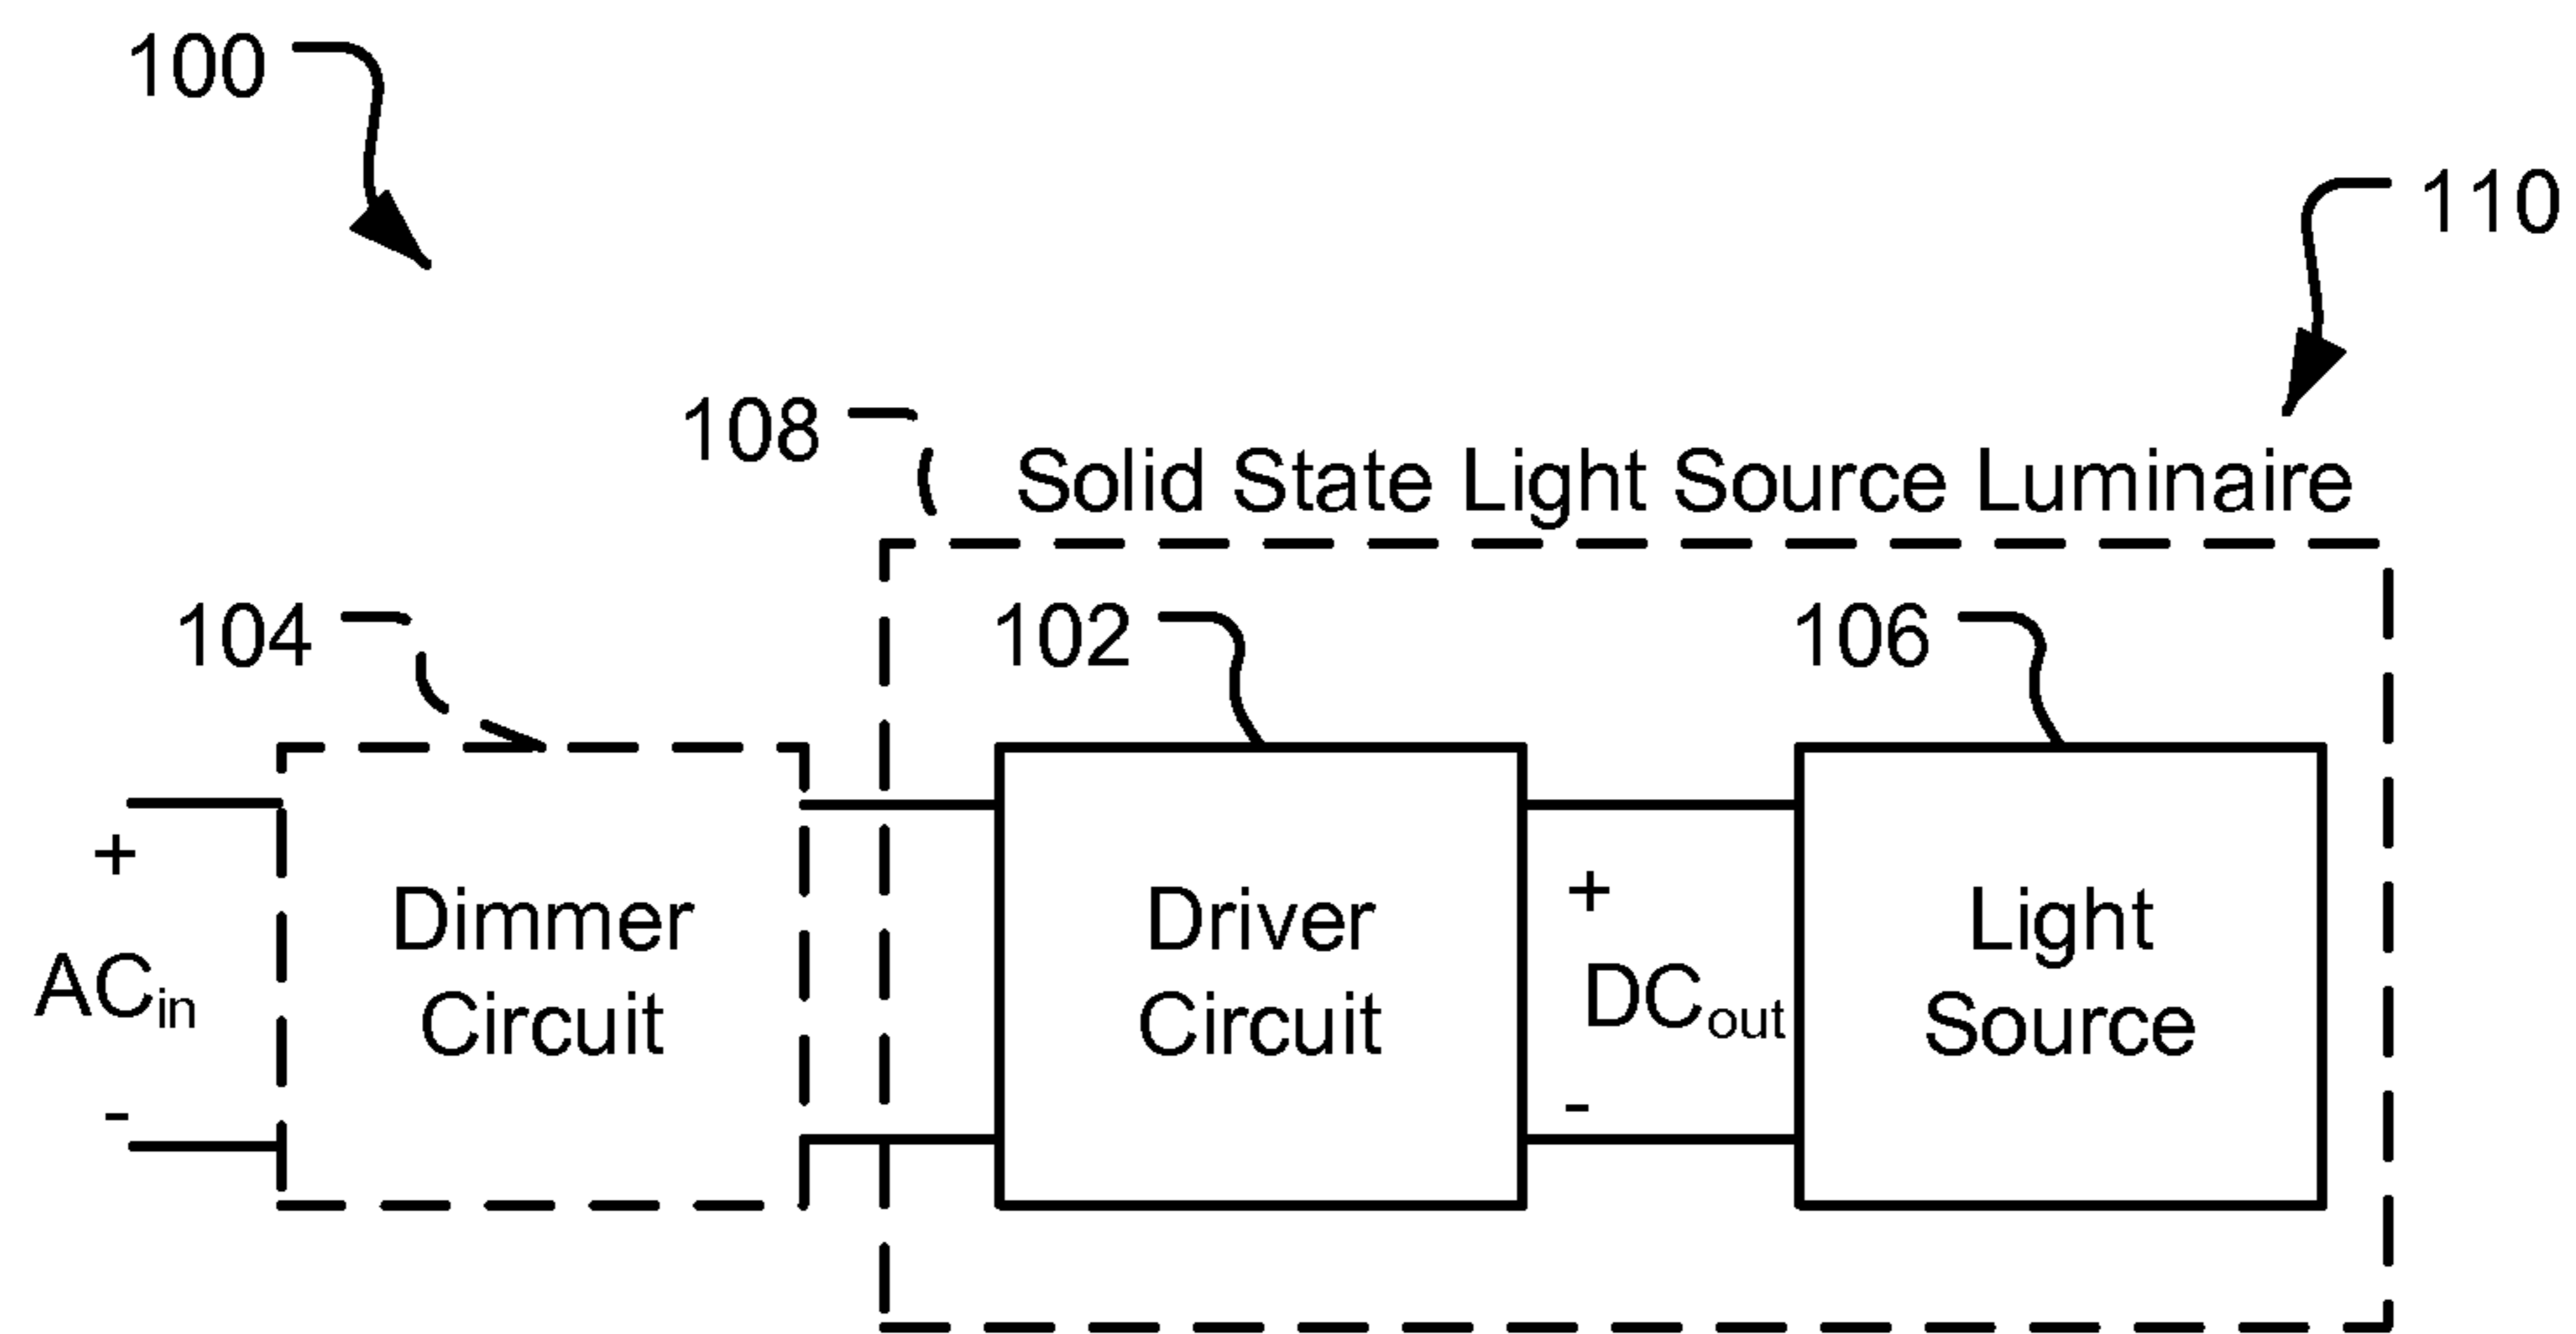 100
110
108
Solid State Light Source Luminaire
104
102
106
+
ACin
-
Dimmer
Circuit
Driver
Circuit
+
DCout
-
Light
Source